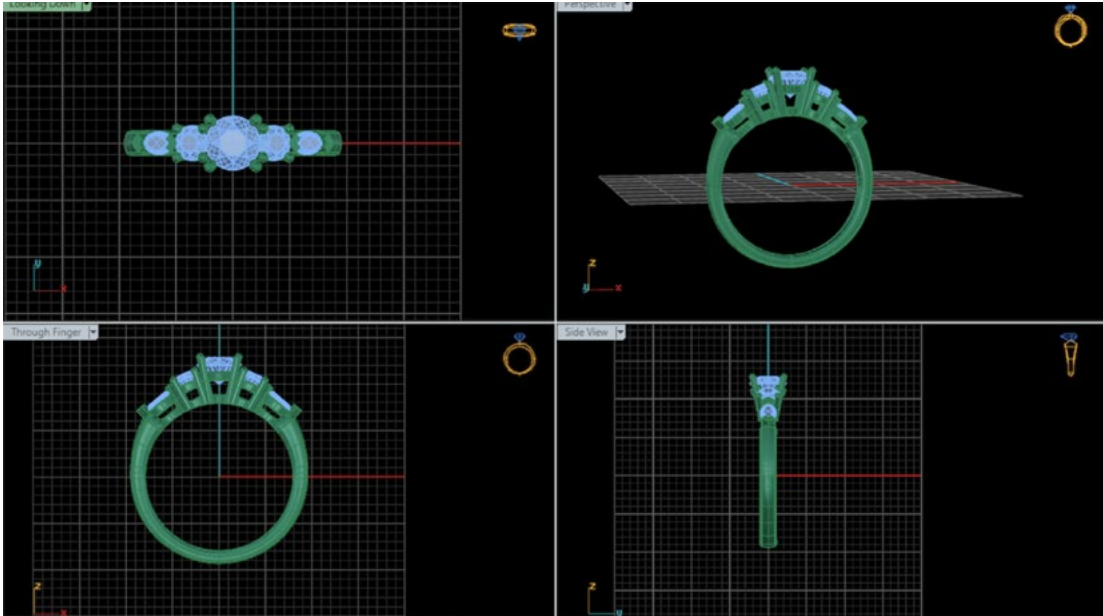 Looking Down
Perspective
y
x
z
y
x
Through Finger
Side View
z
x
z
y